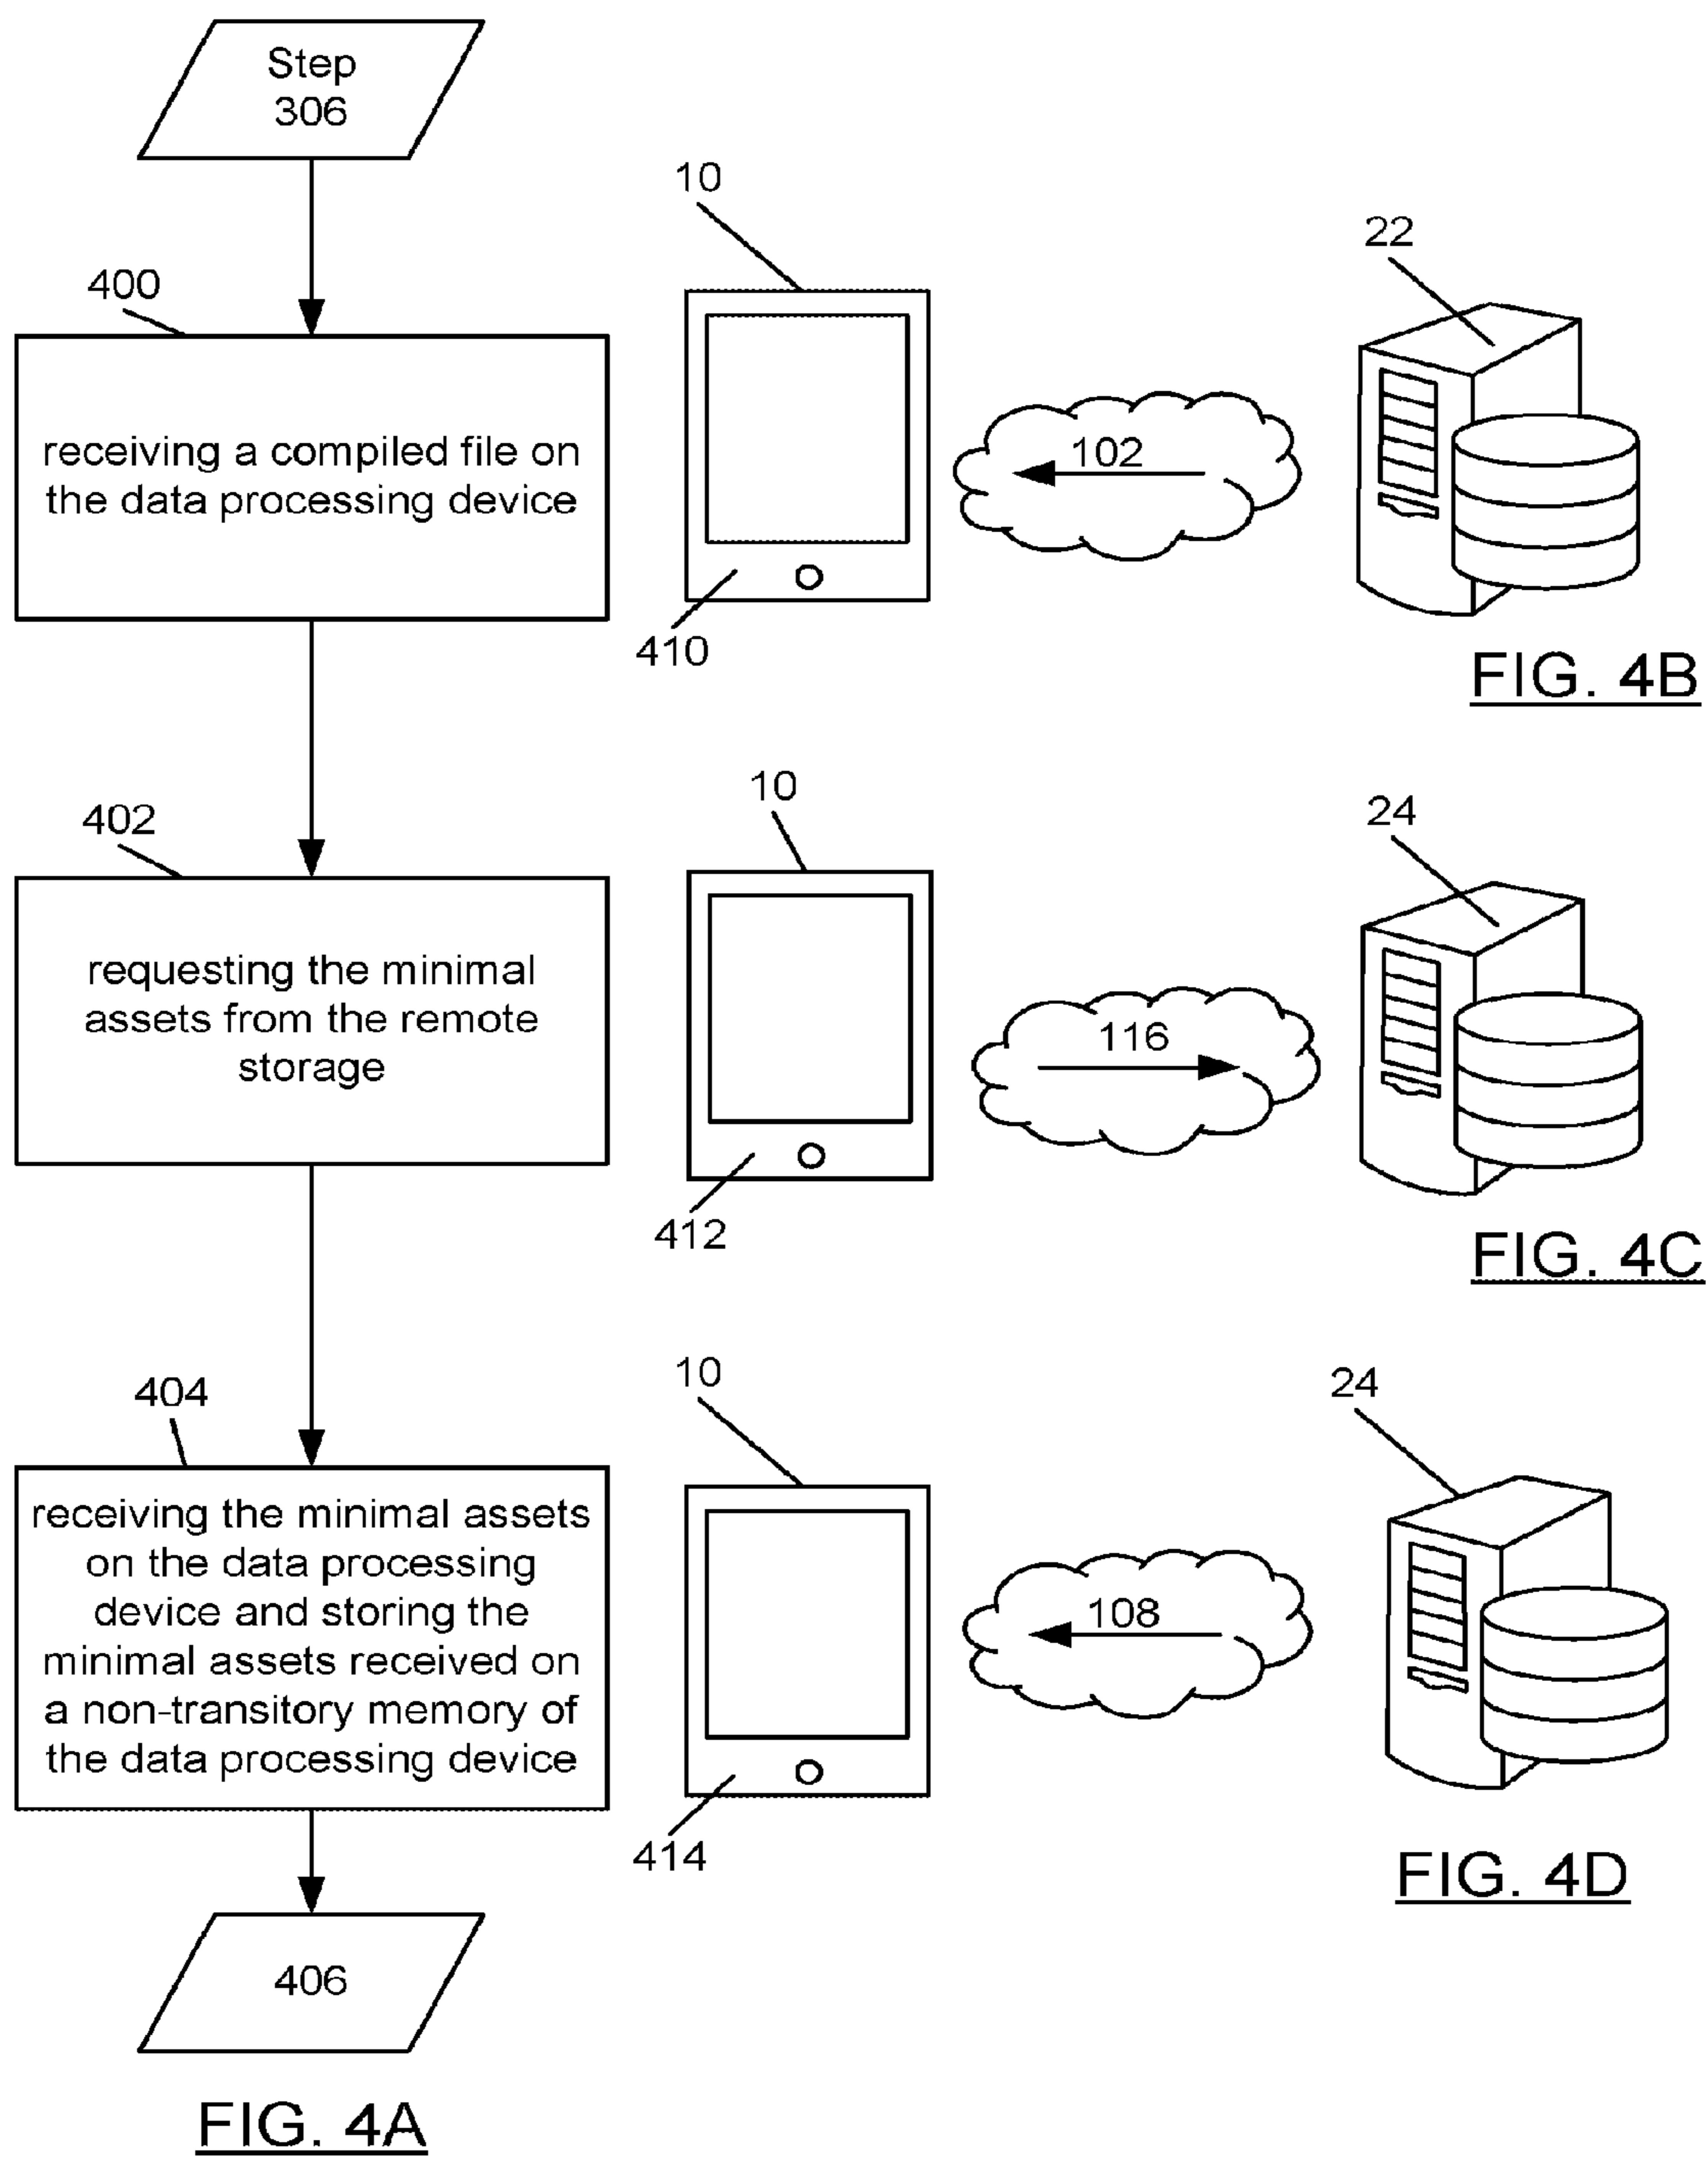 Step
306
10
22
400
receiving a compiled file on
the data processing device
102
410
FIG. 4B
10
24
402
requesting the minimal
assets from the remote
storage
116
412
FIG. 4C
10
24
404
receiving the minimal assets
on the data processing
device and storing the
minimal assets received on
a non-transitory memory of
the data processing device
108
414
FIG. 4D
406
FIG. 4A